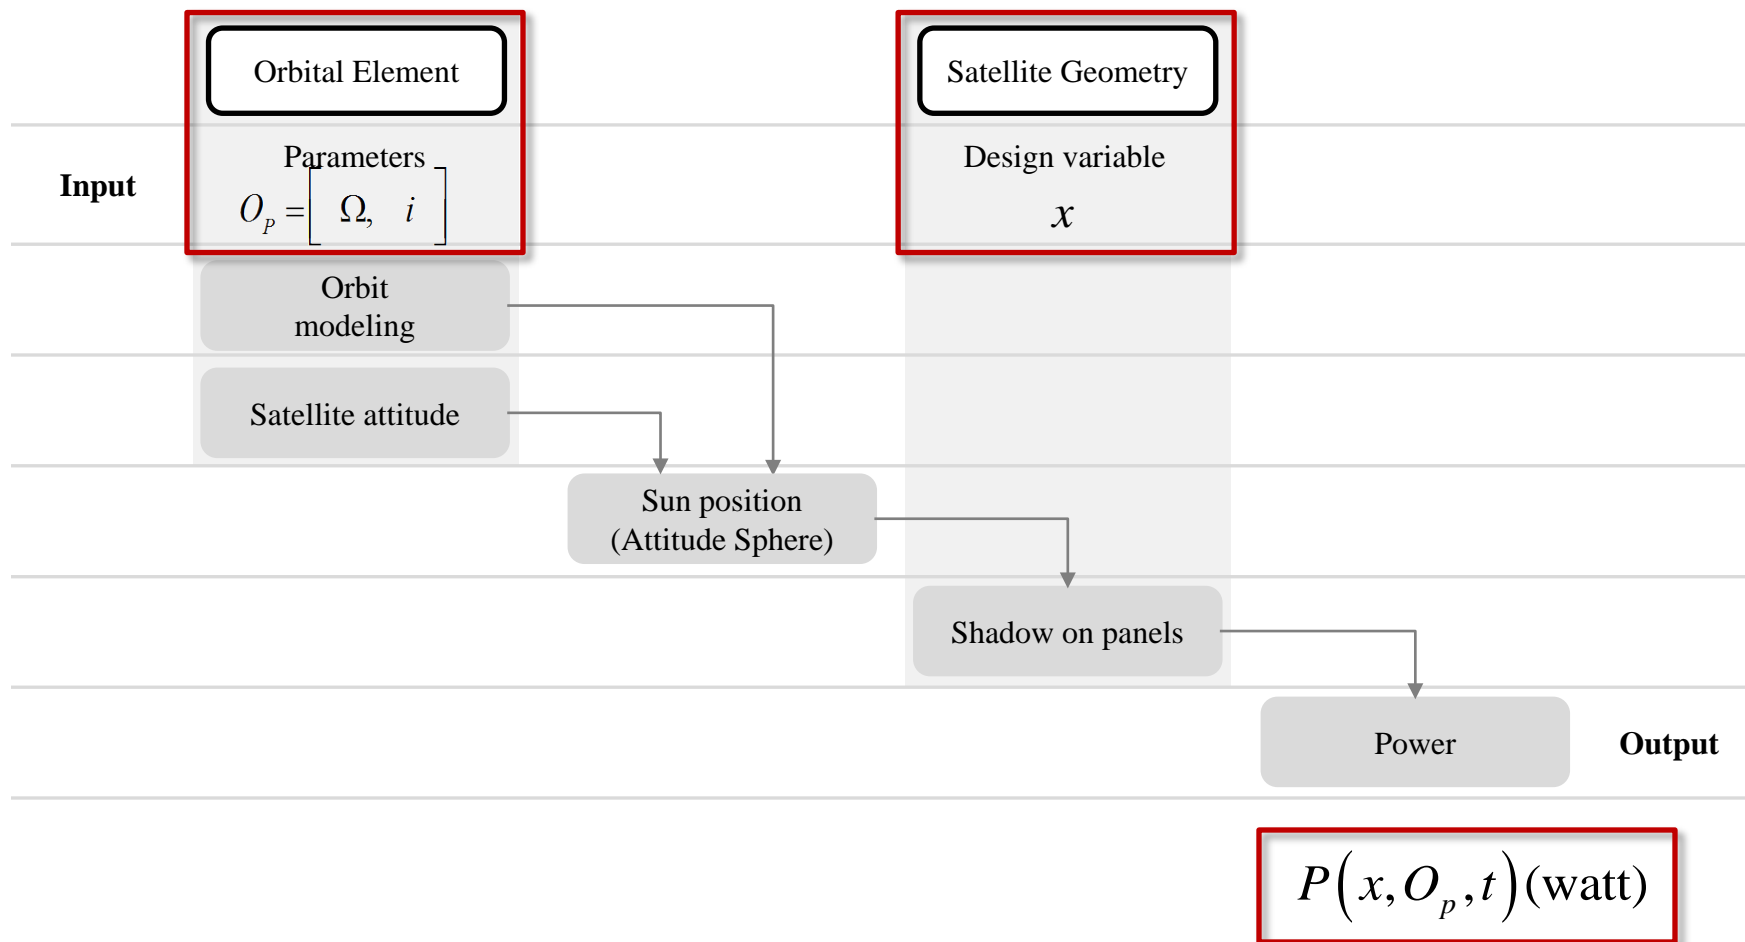 Orbital Element
Satellite Geometry
Parameters
Design variable
Input
O_P = [ Ω, i ]
x
Orbit
modeling
Satellite attitude
Sun position
(Attitude Sphere)
Shadow on panels
Power
Output
P(x, O_p, t)(watt)